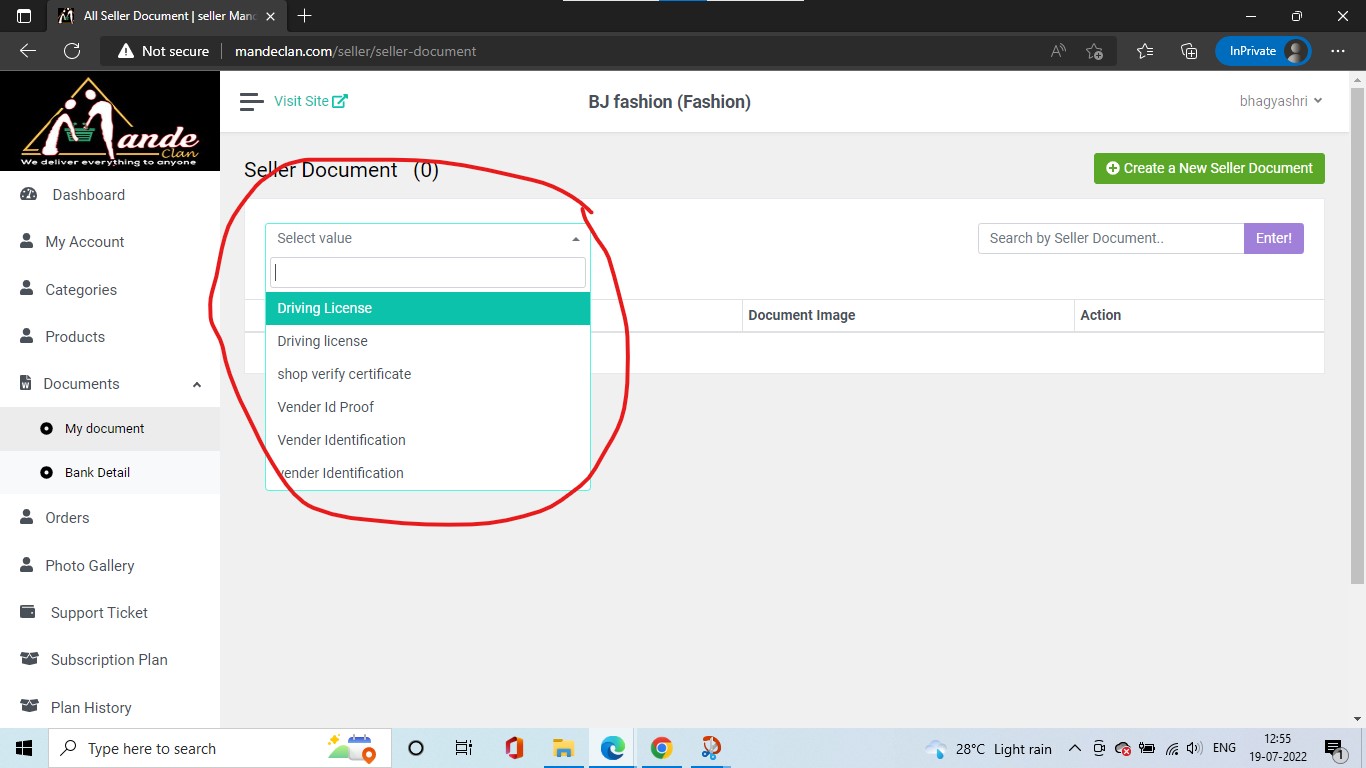 All Seller Document | seller Mand
Not secure
mandeclan.com/seller/seller-document
InPrivate
Mande
Clan
We deliver everything to anyone
Visit Site
BJ fashion (Fashion)
bhagyashri
Dashboard
My Account
Categories
Products
Documents
My document
Bank Detail
Orders
Photo Gallery
Support Ticket
Subscription Plan
Plan History
Seller Document (0)
Create a New Seller Document
Select value
Search by Seller Document..
Enter!
Driving License
Driving license
shop verify certificate
Vender Id Proof
Vender Identification
vender Identification
Document Image
Action
Type here to search
28°C Light rain
ENG
12:55
19-07-2022
1